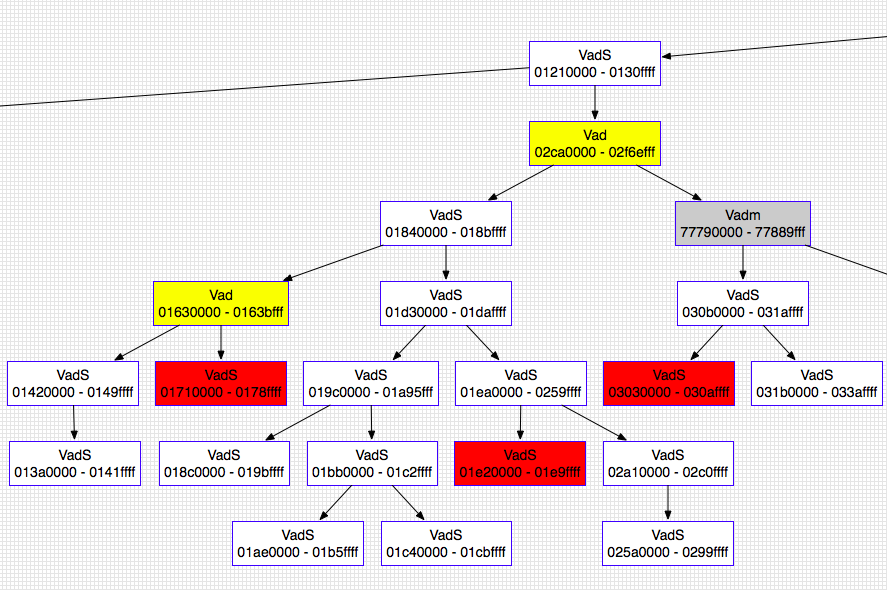 VadS
01210000 - 0130ffff
Vad
02ca0000 - 02f6efff
VadS
01840000 - 018bffff
Vadm
77790000 - 77889fff
Vad
01630000 - 0163bfff
VadS
01d30000 - 01daffff
VadS
030b0000 - 031affff
VadS
01420000 - 0149ffff
VadS
01710000 - 0178ffff
VadS
019c0000 - 01a95fff
VadS
01ea0000 - 0259ffff
VadS
03030000 - 030affff
VadS
031b0000 - 033affff
VadS
013a0000 - 0141ffff
VadS
018c0000 - 019bffff
VadS
01bb0000 - 01c2ffff
VadS
01e20000 - 01e9ffff
VadS
02a10000 - 02c0ffff
VadS
01ae0000 - 01b5ffff
VadS
01c40000 - 01cbffff
VadS
025a0000 - 0299ffff